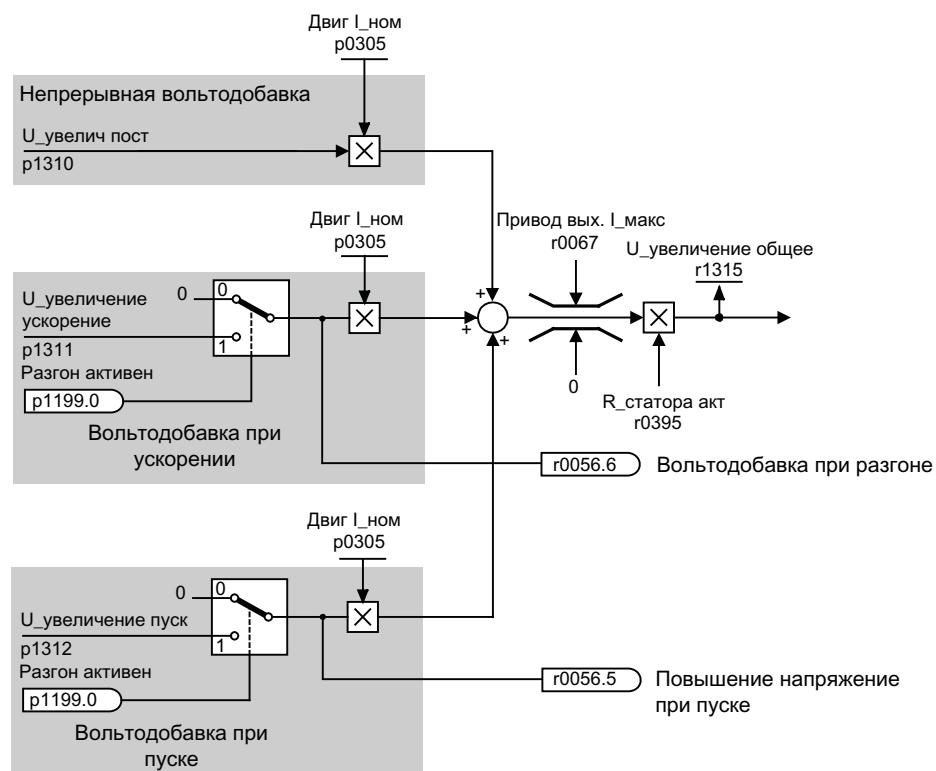 Двиг I_ном
p0305
Непрерывная вольтодобавка
U_увелич пост
p1310
Двиг I_ном
p0305
Привод вых. I_макс
r0067
U_увеличение общее
r1315
U_увеличение
ускорение
p1311
0
0
1
+
+
+
Разгон активен
p1199.0
0
R_статора акт
r0395
Вольтодобавка при
ускорении
r0056.6
Вольтодобавка при разгоне
Двиг I_ном
p0305
0
0
1
U_увеличение пуск
p1312
Разгон активен
p1199.0
r0056.5
Повышение напряжение
при пуске
Вольтодобавка при
пуске